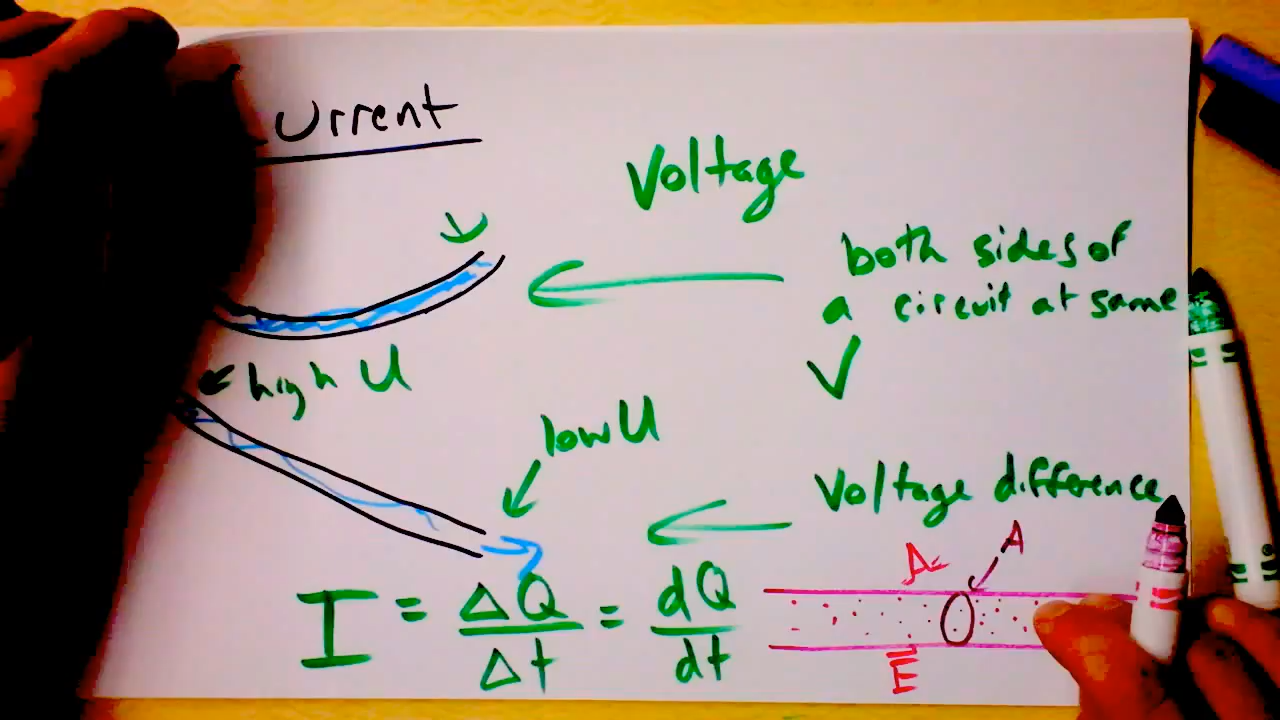 urrent
Voltage
both sides of
a circuit at same
high U
low U
Voltage difference
A
I = ΔQ/Δt = dQ/dt
E